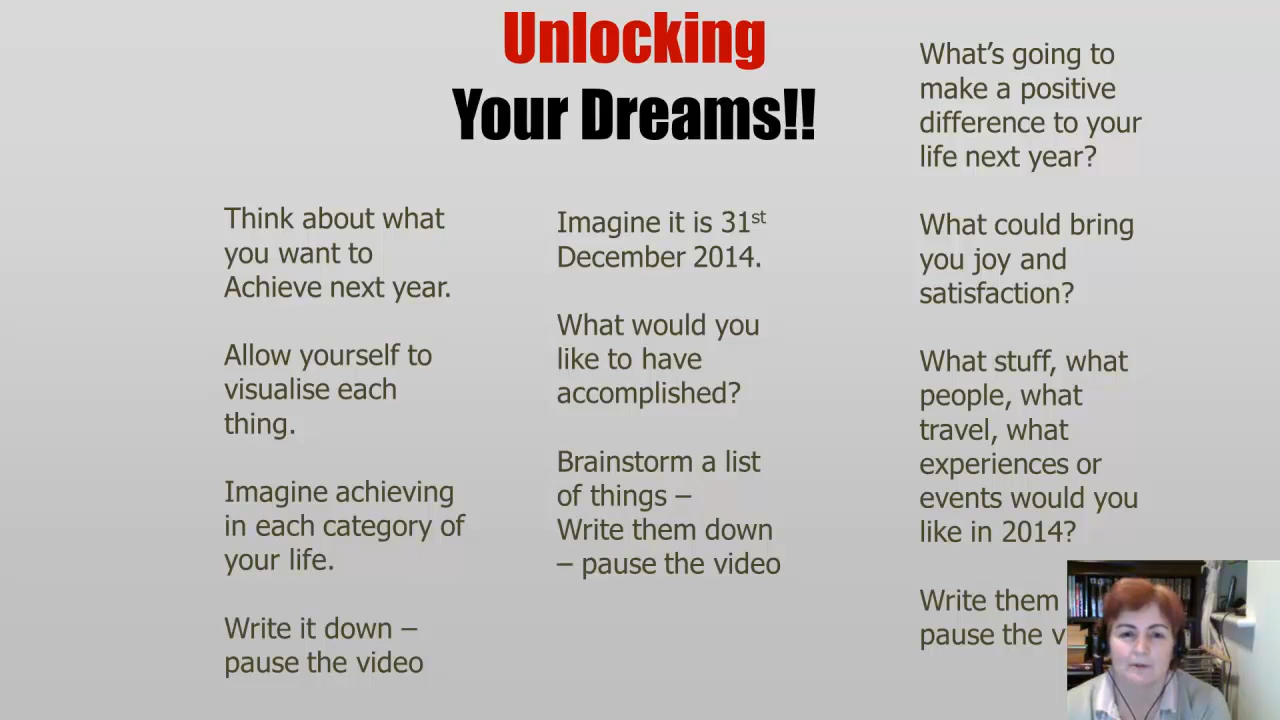 Unlocking
Your Dreams!!
Think about what
you want to
Achieve next year.
Allow yourself to
visualise each
thing.
Imagine achieving
in each category of
your life.
Write it down –
pause the video
Imagine it is 31st
December 2014.
What would you
like to have
accomplished?
Brainstorm a list
of things –
Write them down
– pause the video
What’s going to
make a positive
difference to your
life next year?
What could bring
you joy and
satisfaction?
What stuff, what
people, what
travel, what
experiences or
events would you
like in 2014?
Write them
pause the